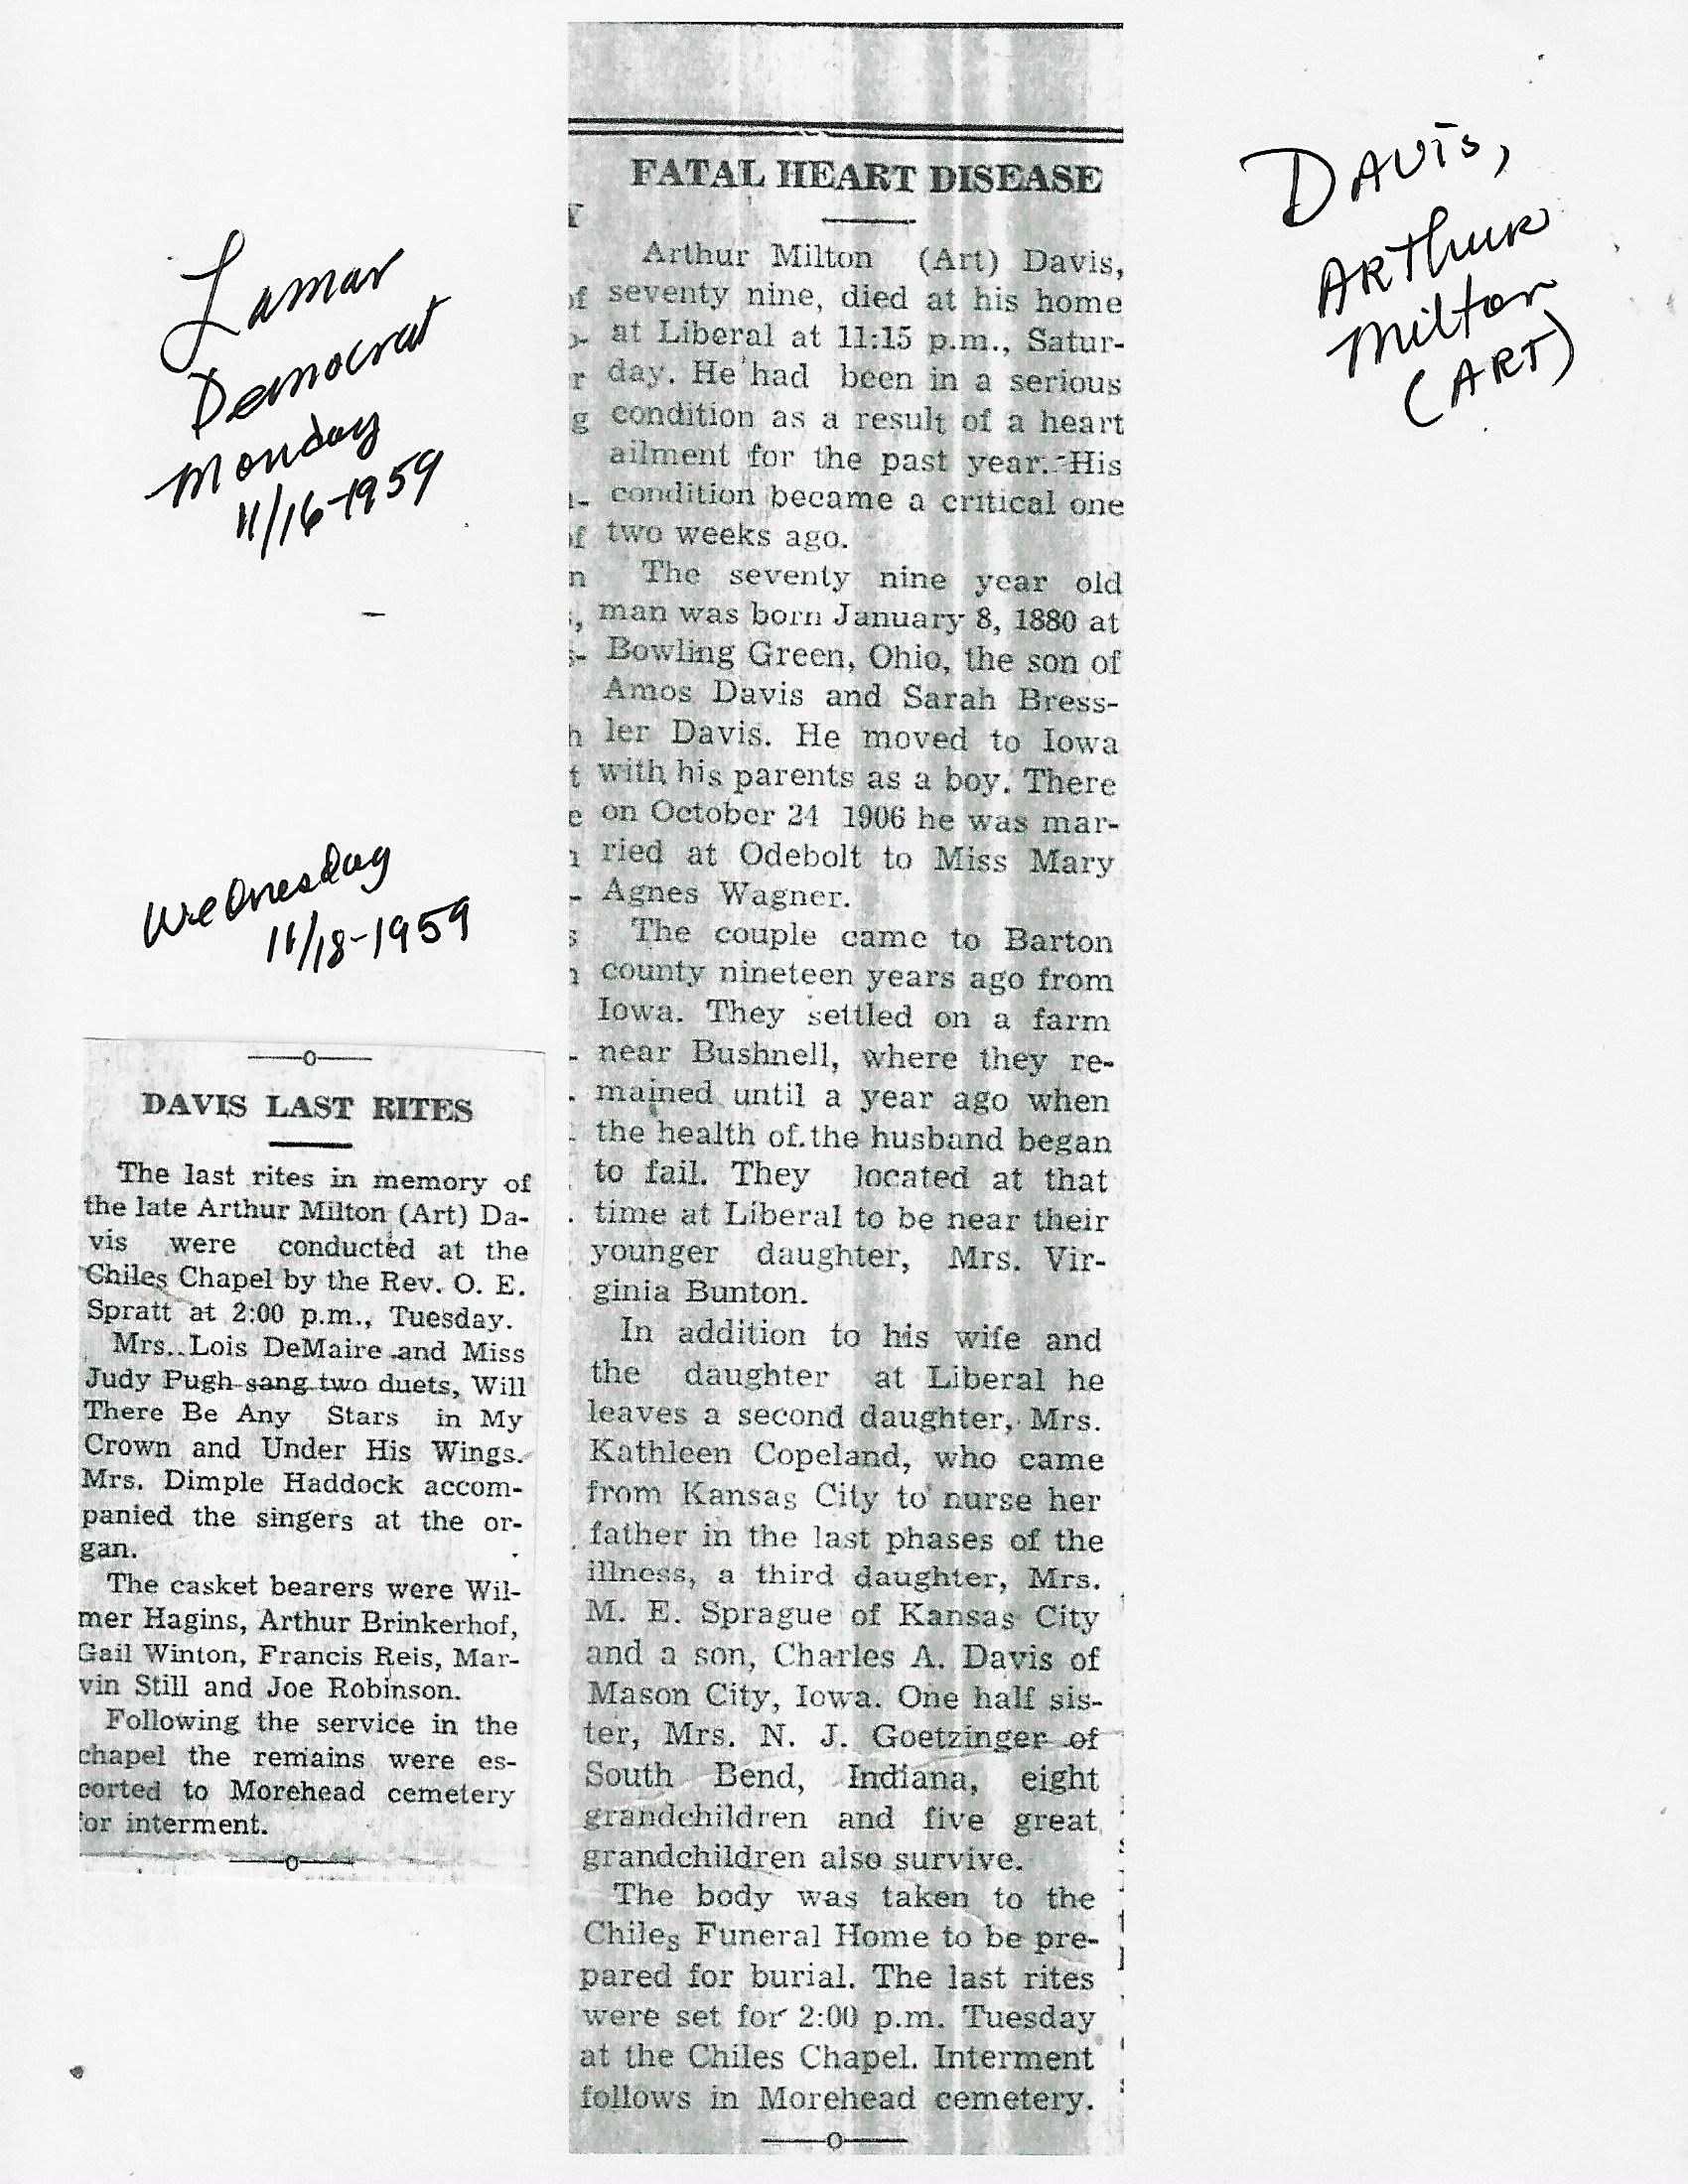 Lamar
Democrat
Monday
11/16-1959
Wednesday
11/18-1959
—o—
DAVIS LAST RITES
The last rites in memory of
the late Arthur Milton (Art) Da-
vis were conducted at the
Chiles Chapel by the Rev. O. E.
Spratt at 2:00 p.m., Tuesday.
Mrs. Lois DeMaire and Miss
Judy Pugh sang two duets, Will
There Be Any Stars in My
Crown and Under His Wings.
Mrs. Dimple Haddock accom-
panied the singers at the or-
gan.
The casket bearers were Wil-
mer Hagins, Arthur Brinkerhof,
Gail Winton, Francis Reis, Mar-
vin Still and Joe Robinson.
Following the service in the
chapel the remains were es-
corted to Morehead cemetery
for interment.
—o—
FATAL HEART DISEASE
Arthur Milton (Art) Davis,
seventy nine, died at his home
at Liberal at 11:15 p.m., Satur-
day. He had been in a serious
condition as a result of a heart
ailment for the past year. His
condition became a critical one
two weeks ago.
The seventy nine year old
man was born January 8, 1880 at
Bowling Green, Ohio, the son of
Amos Davis and Sarah Bress-
ler Davis. He moved to Iowa
with his parents as a boy. There
on October 24 1906 he was mar-
ried at Odebolt to Miss Mary
Agnes Wagner.
The couple came to Barton
county nineteen years ago from
Iowa. They settled on a farm
near Bushnell, where they re-
mained until a year ago when
the health of the husband began
to fail. They located at that
time at Liberal to be near their
younger daughter, Mrs. Vir-
ginia Bunton.
In addition to his wife and
the daughter at Liberal he
leaves a second daughter, Mrs.
Kathleen Copeland, who came
from Kansas City to nurse her
father in the last phases of the
illness, a third daughter, Mrs.
M. E. Sprague of Kansas City
and a son, Charles A. Davis of
Mason City, Iowa. One half sis-
ter, Mrs. N. J. Goetzinger of
South Bend, Indiana, eight
grandchildren and five great
grandchildren also survive.
The body was taken to the
Chiles Funeral Home to be pre-
pared for burial. The last rites
were set for 2:00 p.m. Tuesday
at the Chiles Chapel. Interment
follows in Morehead cemetery.
—o—
DAVIS,
ARTHUR
Milton
(ART)